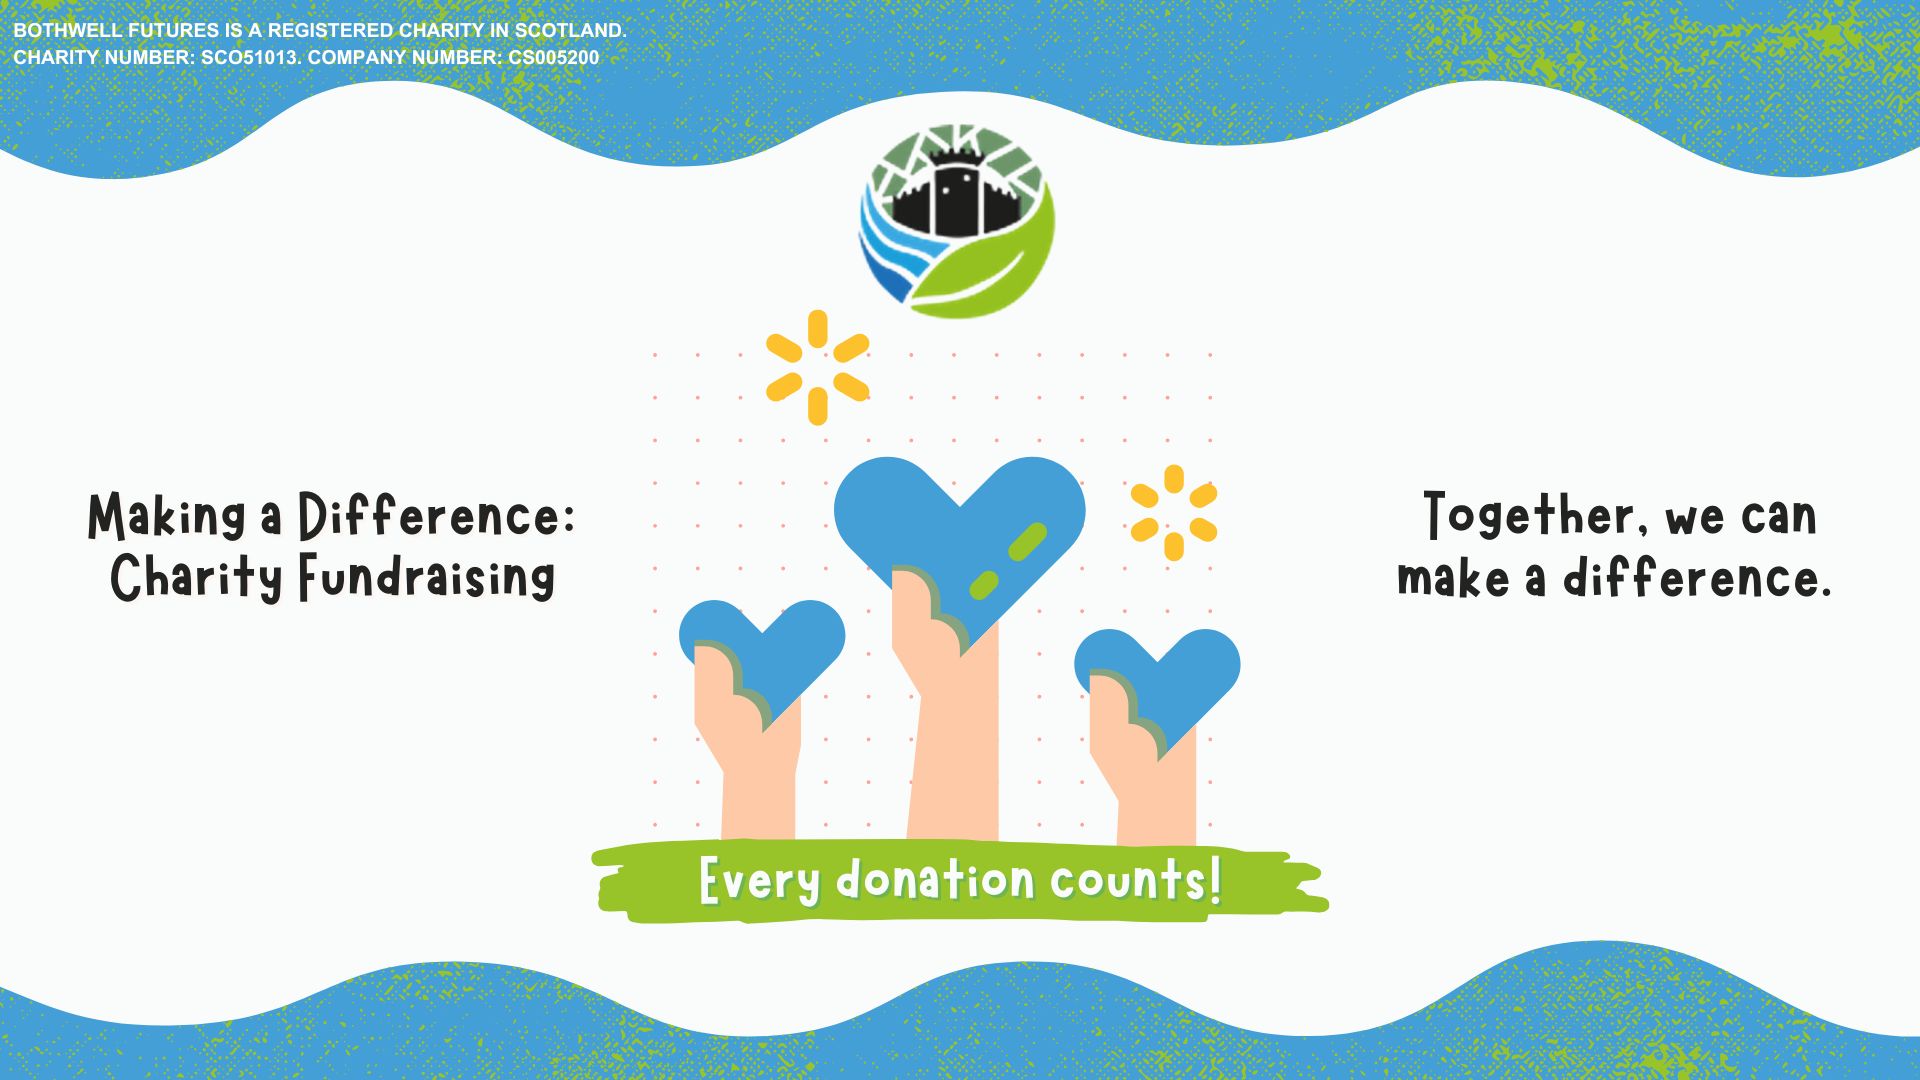 BOTHWELL FUTURES IS A REGISTERED CHARITY IN SCOTLAND.
CHARITY NUMBER: SCO51013. COMPANY NUMBER: CS005200
Making a Difference:
Charity Fundraising
Together, we can
make a difference.
Every donation counts!